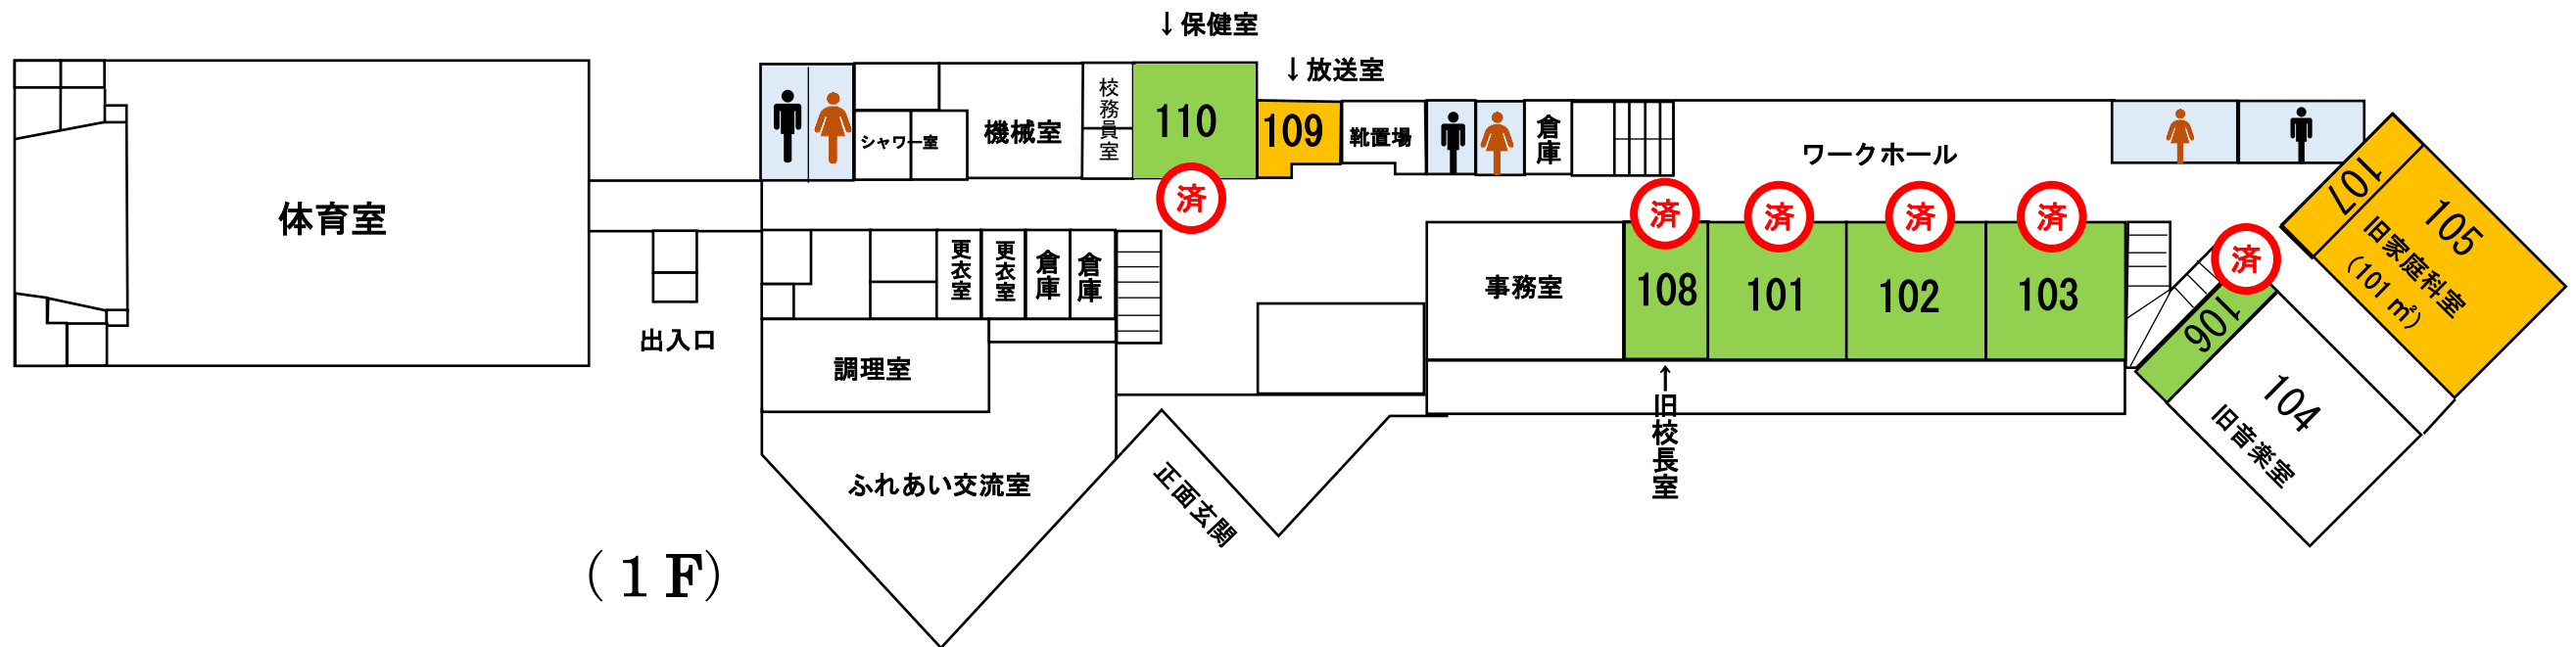 ↓保健室
↓放送室
校務員室
110
109
靴置場
倉庫
シャワー室
機械室
ワークホール
済
済
済
済
済
済
107
105
旧家庭科室
(101㎡)
体育室
更衣室
更衣室
倉庫
倉庫
事務室
108
101
102
103
106
104
旧音楽室
出入口
調理室
↑旧校長室
ふれあい交流室
正面玄関
(1F)